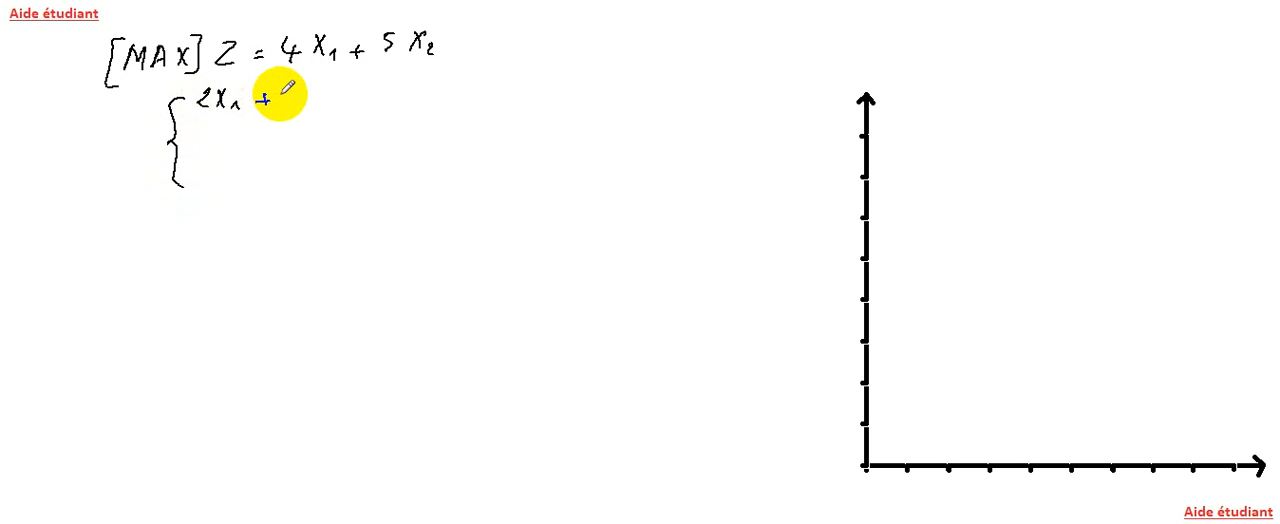 Aide étudiant
[MAX] Z = 4 X₁ + 5 X₂
{ 2X₁ +
Aide étudiant